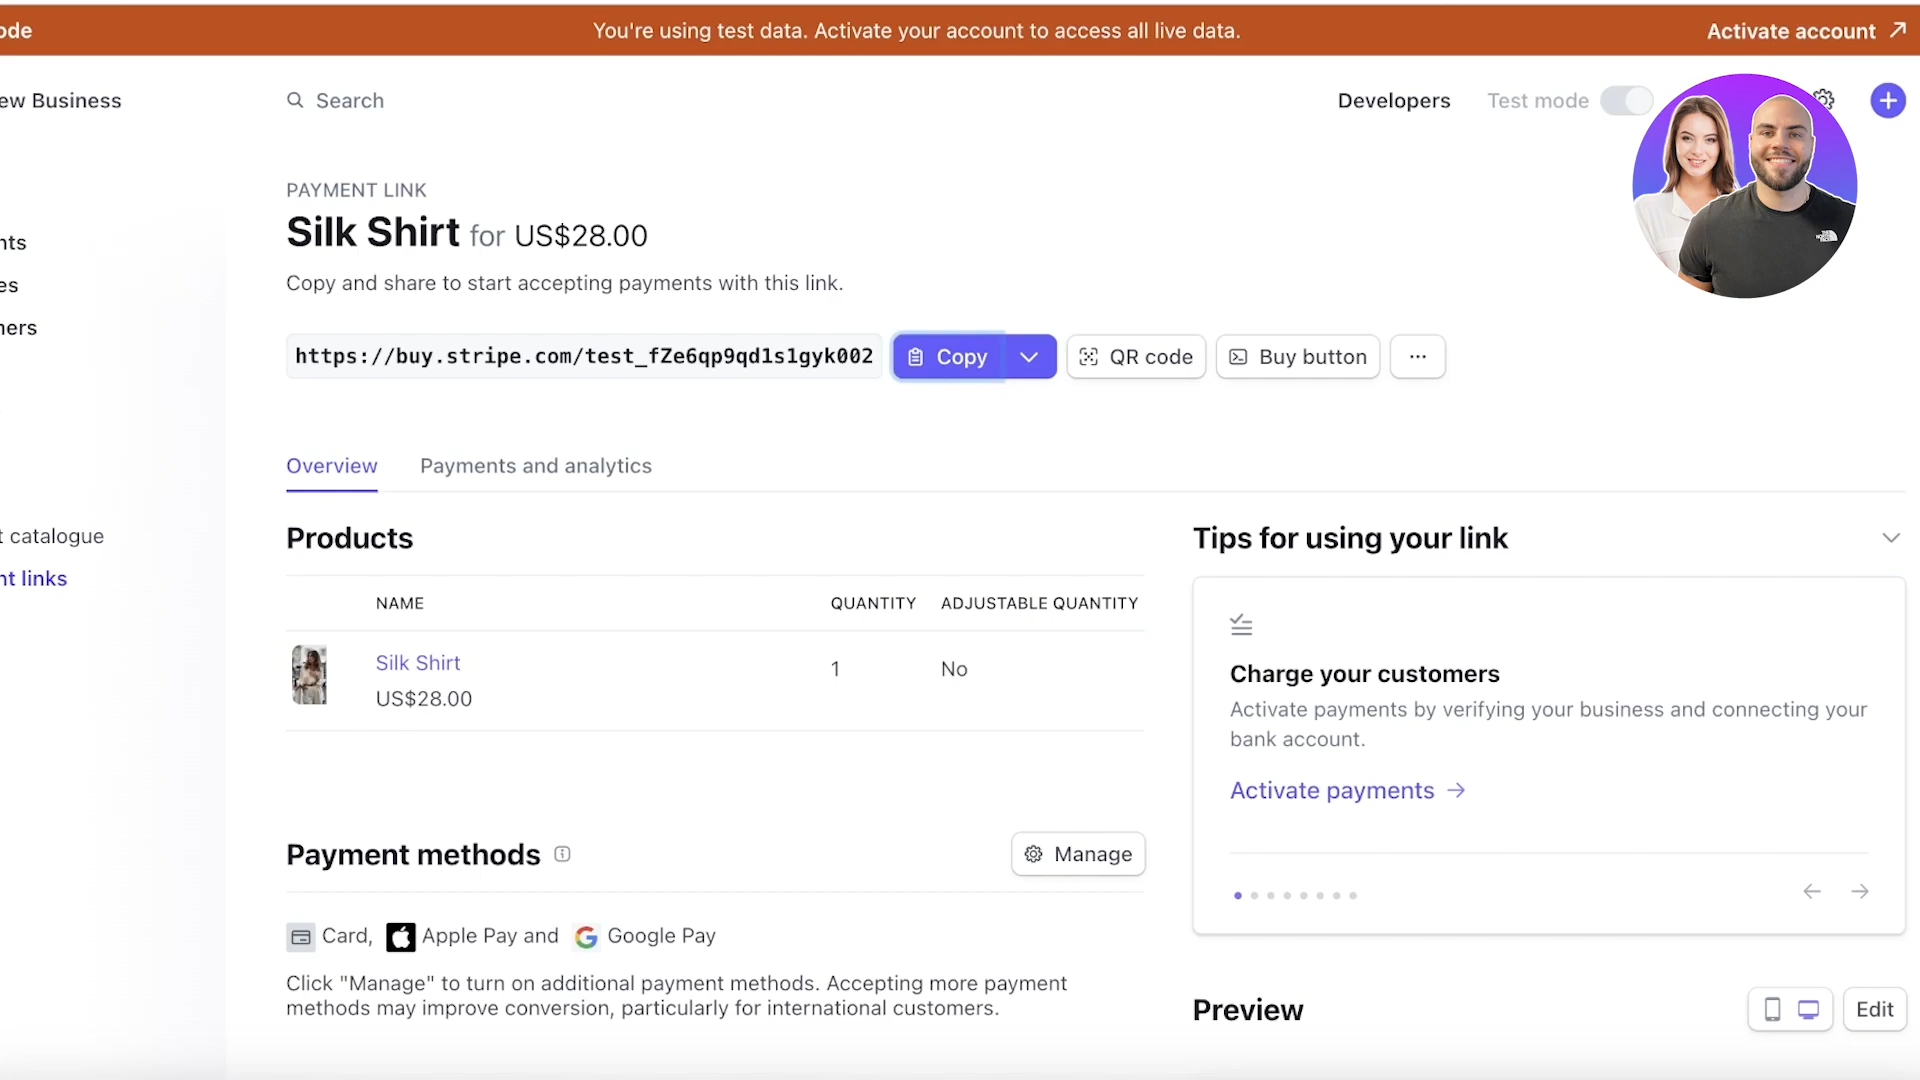 ode
You're using test data. Activate your account to access all live data.
Activate account
ew Business
Search
Developers
Test mode
PAYMENT LINK
Silk Shirt for US$28.00
Copy and share to start accepting payments with this link.
https://buy.stripe.com/test_fZe6qp9qd1s1gyk002
Copy
QR code
Buy button
nts
es
ners
t catalogue
nt links
Overview
Payments and analytics
Products
NAME
QUANTITY
ADJUSTABLE QUANTITY
Silk Shirt
US$28.00
1
No
Payment methods
Manage
Card, Apple Pay and Google Pay
Click "Manage" to turn on additional payment methods. Accepting more payment
methods may improve conversion, particularly for international customers.
Tips for using your link
Charge your customers
Activate payments by verifying your business and connecting your
bank account.
Activate payments
Preview
Edit